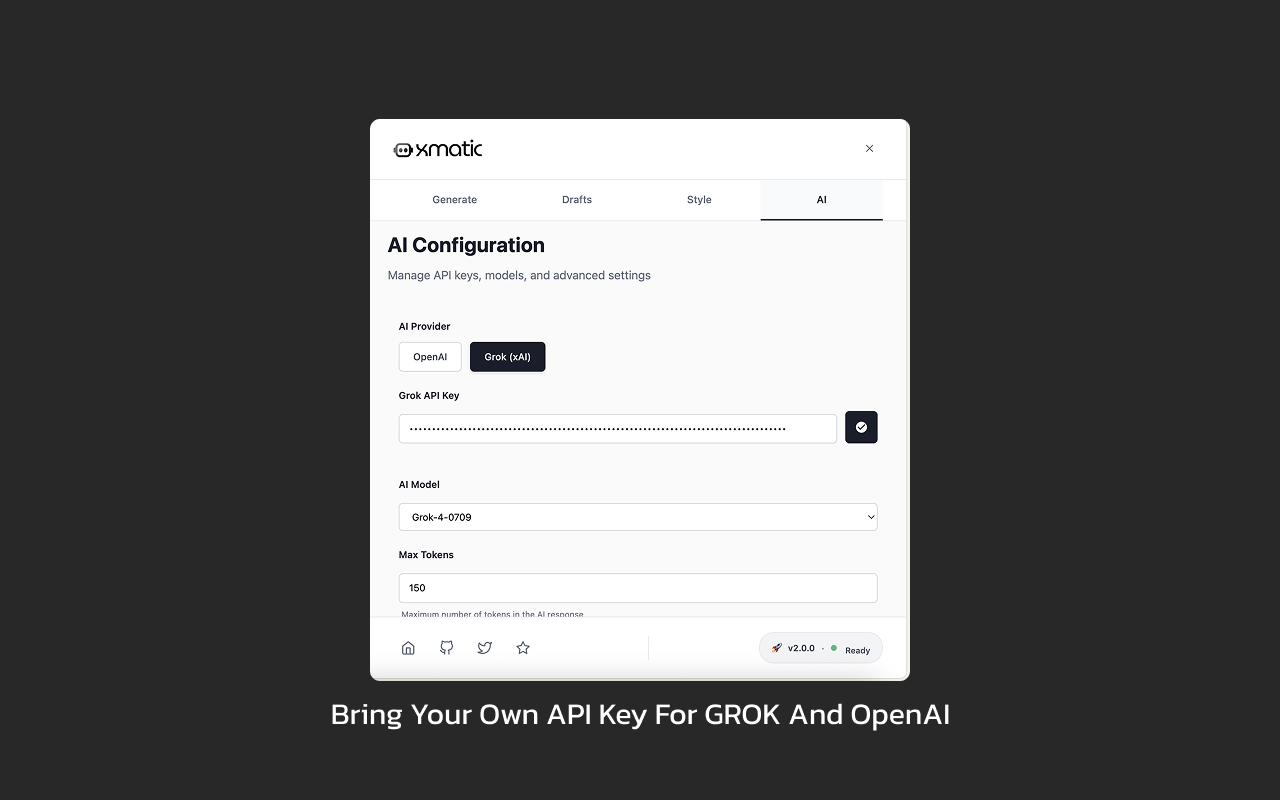 xmatic
Generate Drafts Style AI
AI Configuration
Manage API keys, models, and advanced settings
AI Provider
OpenAI Grok (xAI)
Grok API Key
AI Model
Grok-4-0709
Max Tokens
150
Maximum number of tokens in the AI response
v2.0.0 · Ready
Bring Your Own API Key For GROK And OpenAI